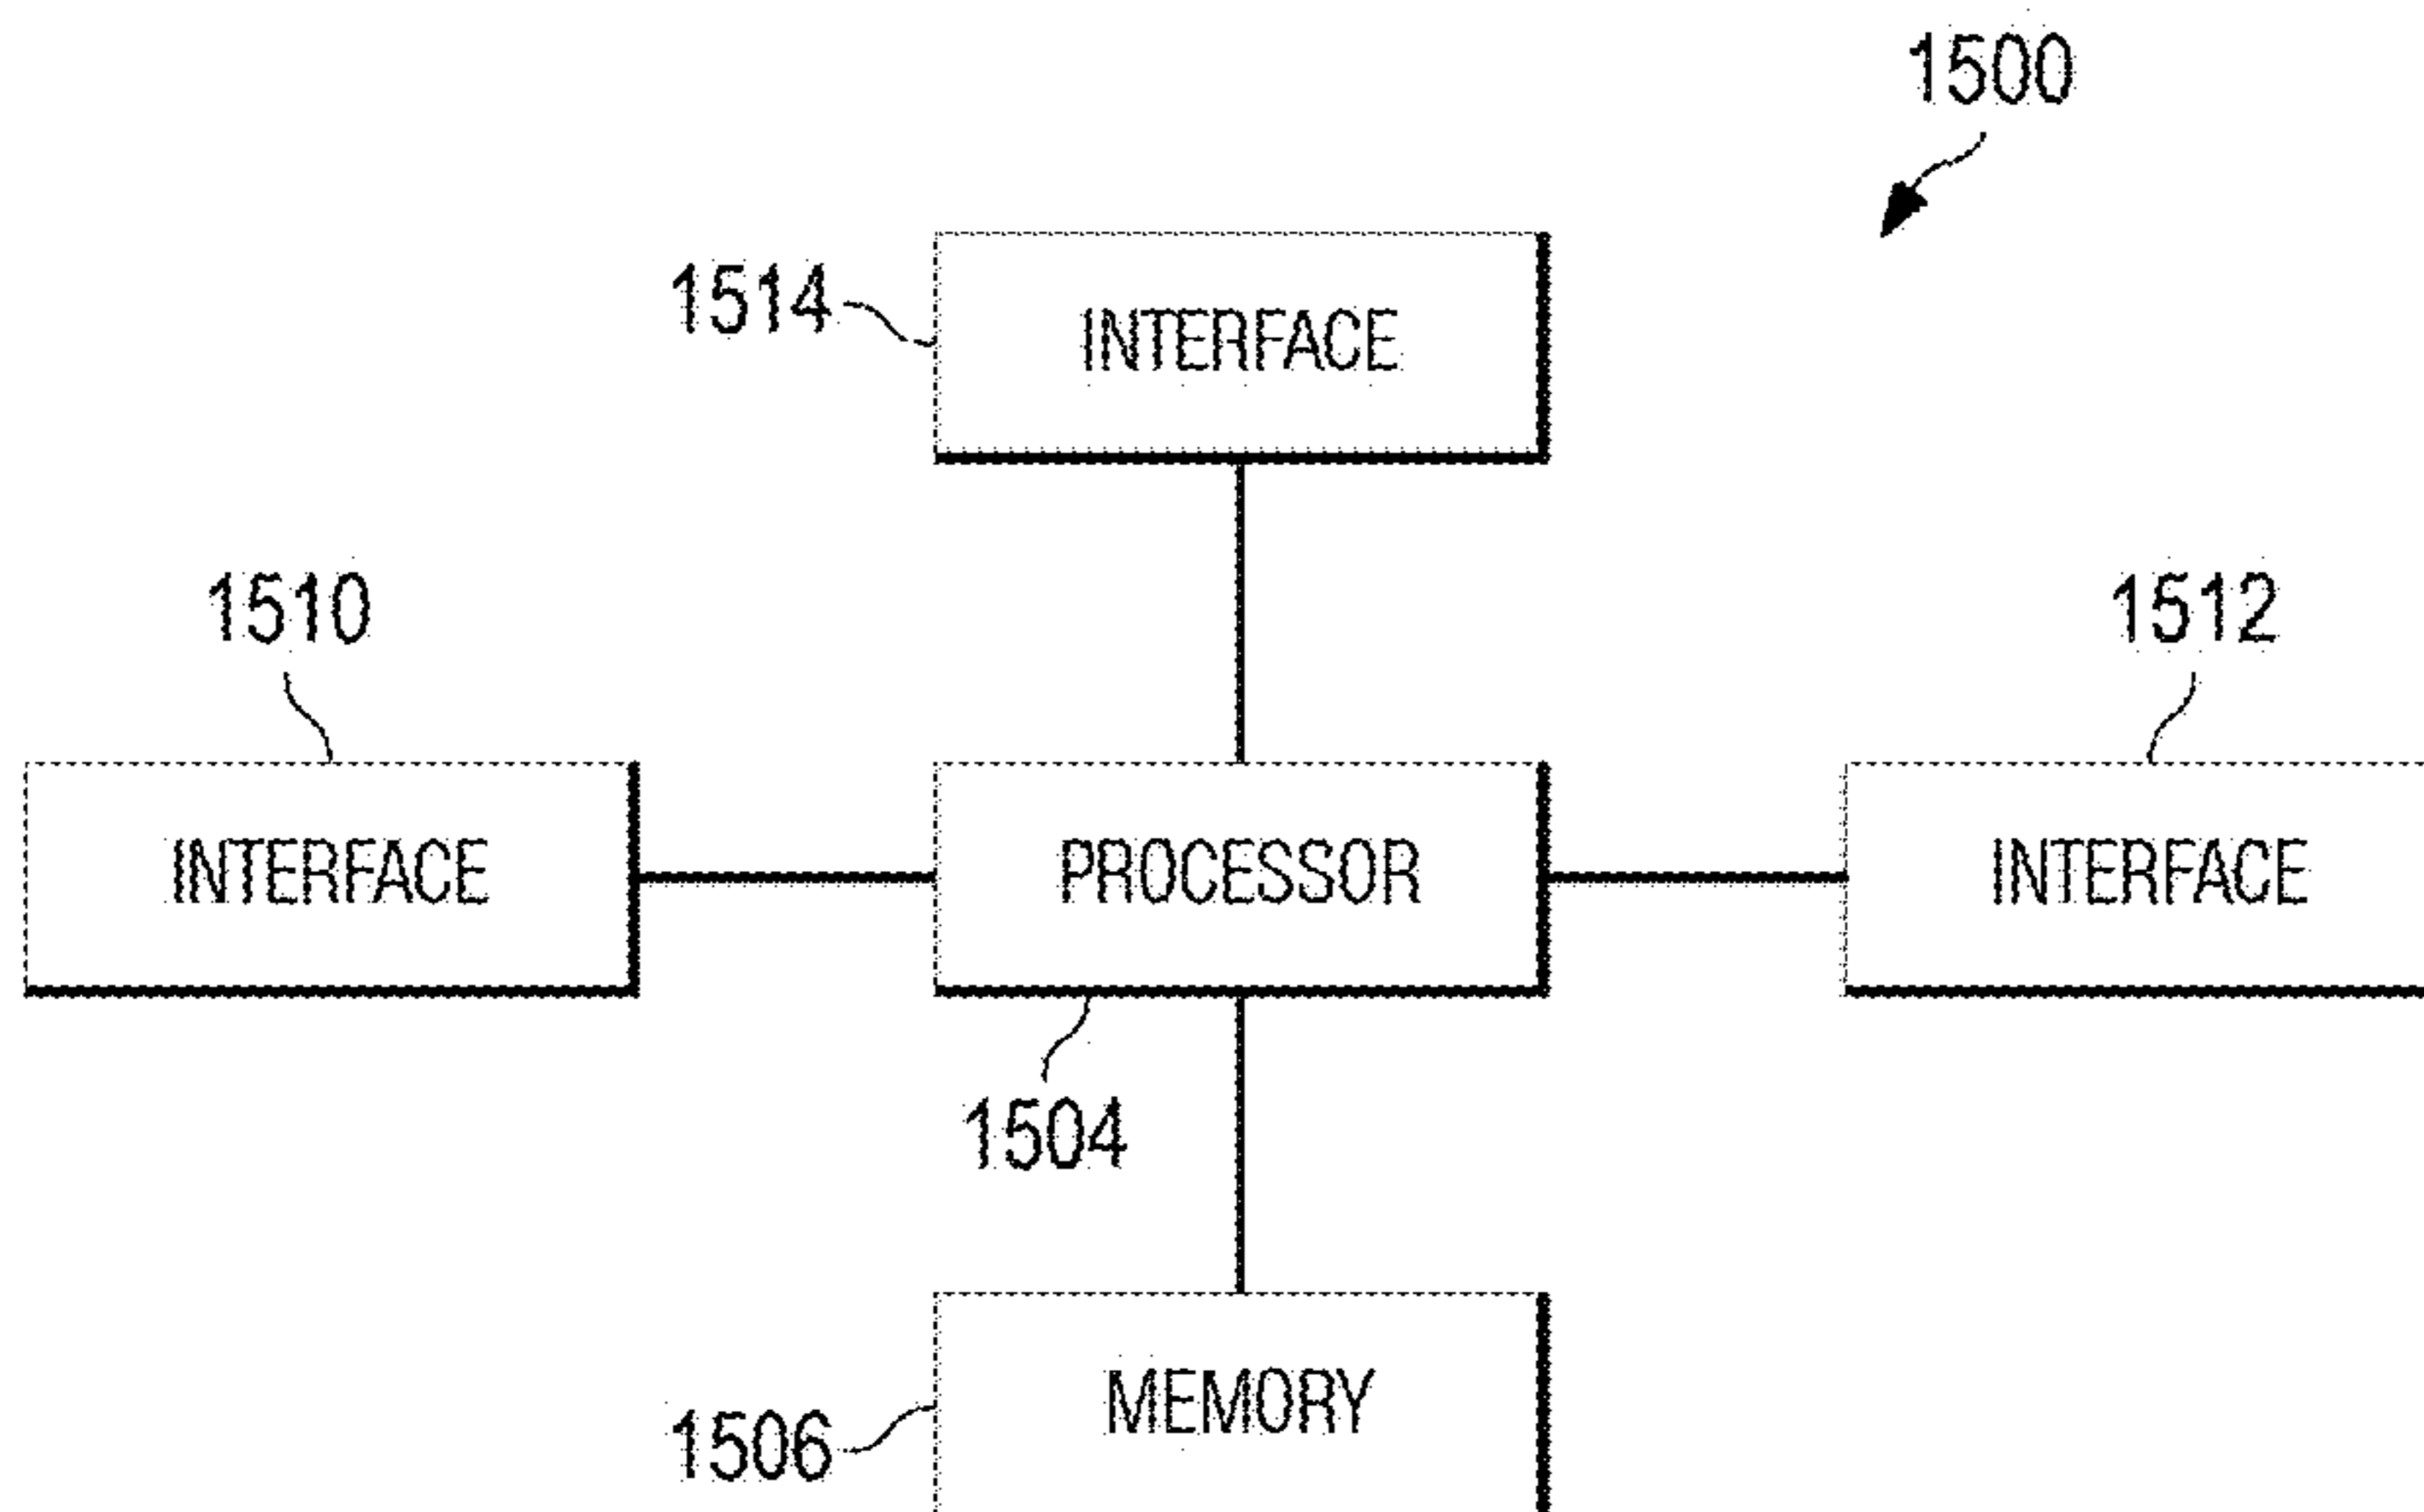 1500
1514
INTERFACE
1510
1512
INTERFACE
PROCESSOR
INTERFACE
1504
MEMORY
1506